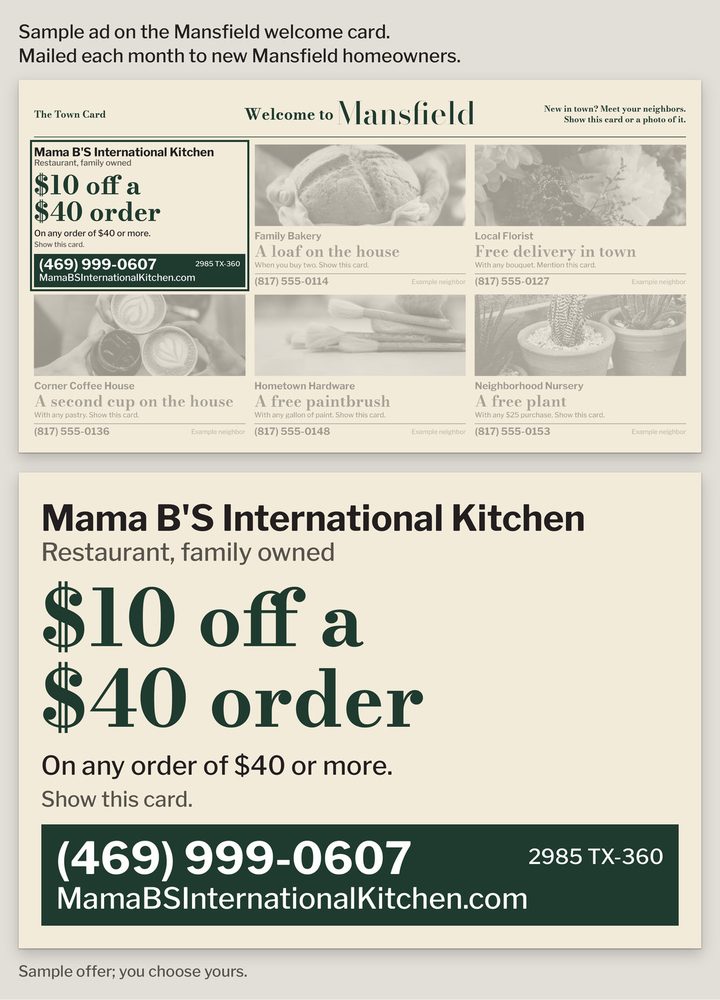 Sample ad on the Mansfield welcome card.
Mailed each month to new Mansfield homeowners.
The Town Card
Welcome to Mansfield
New in town? Meet your neighbors.
Show this card or a photo of it.
Mama B'S International Kitchen
Restaurant, family owned
$10 off a
$40 order
On any order of $40 or more.
Show this card.
(469) 999-0607
2985 TX-360
MamaBSInternationalKitchen.com
Family Bakery
A loaf on the house
When you buy two. Show this card.
(817) 555-0114
Example neighbor
Local Florist
Free delivery in town
With any bouquet. Mention this card.
(817) 555-0127
Example neighbor
Corner Coffee House
A second cup on the house
With any pastry. Show this card.
(817) 555-0136
Example neighbor
Hometown Hardware
A free paintbrush
With any gallon of paint. Show this card.
(817) 555-0148
Example neighbor
Neighborhood Nursery
A free plant
With any $25 purchase. Show this card.
(817) 555-0153
Example neighbor
Mama B'S International Kitchen
Restaurant, family owned
$10 off a
$40 order
On any order of $40 or more.
Show this card.
(469) 999-0607
2985 TX-360
MamaBSInternationalKitchen.com
Sample offer; you choose yours.